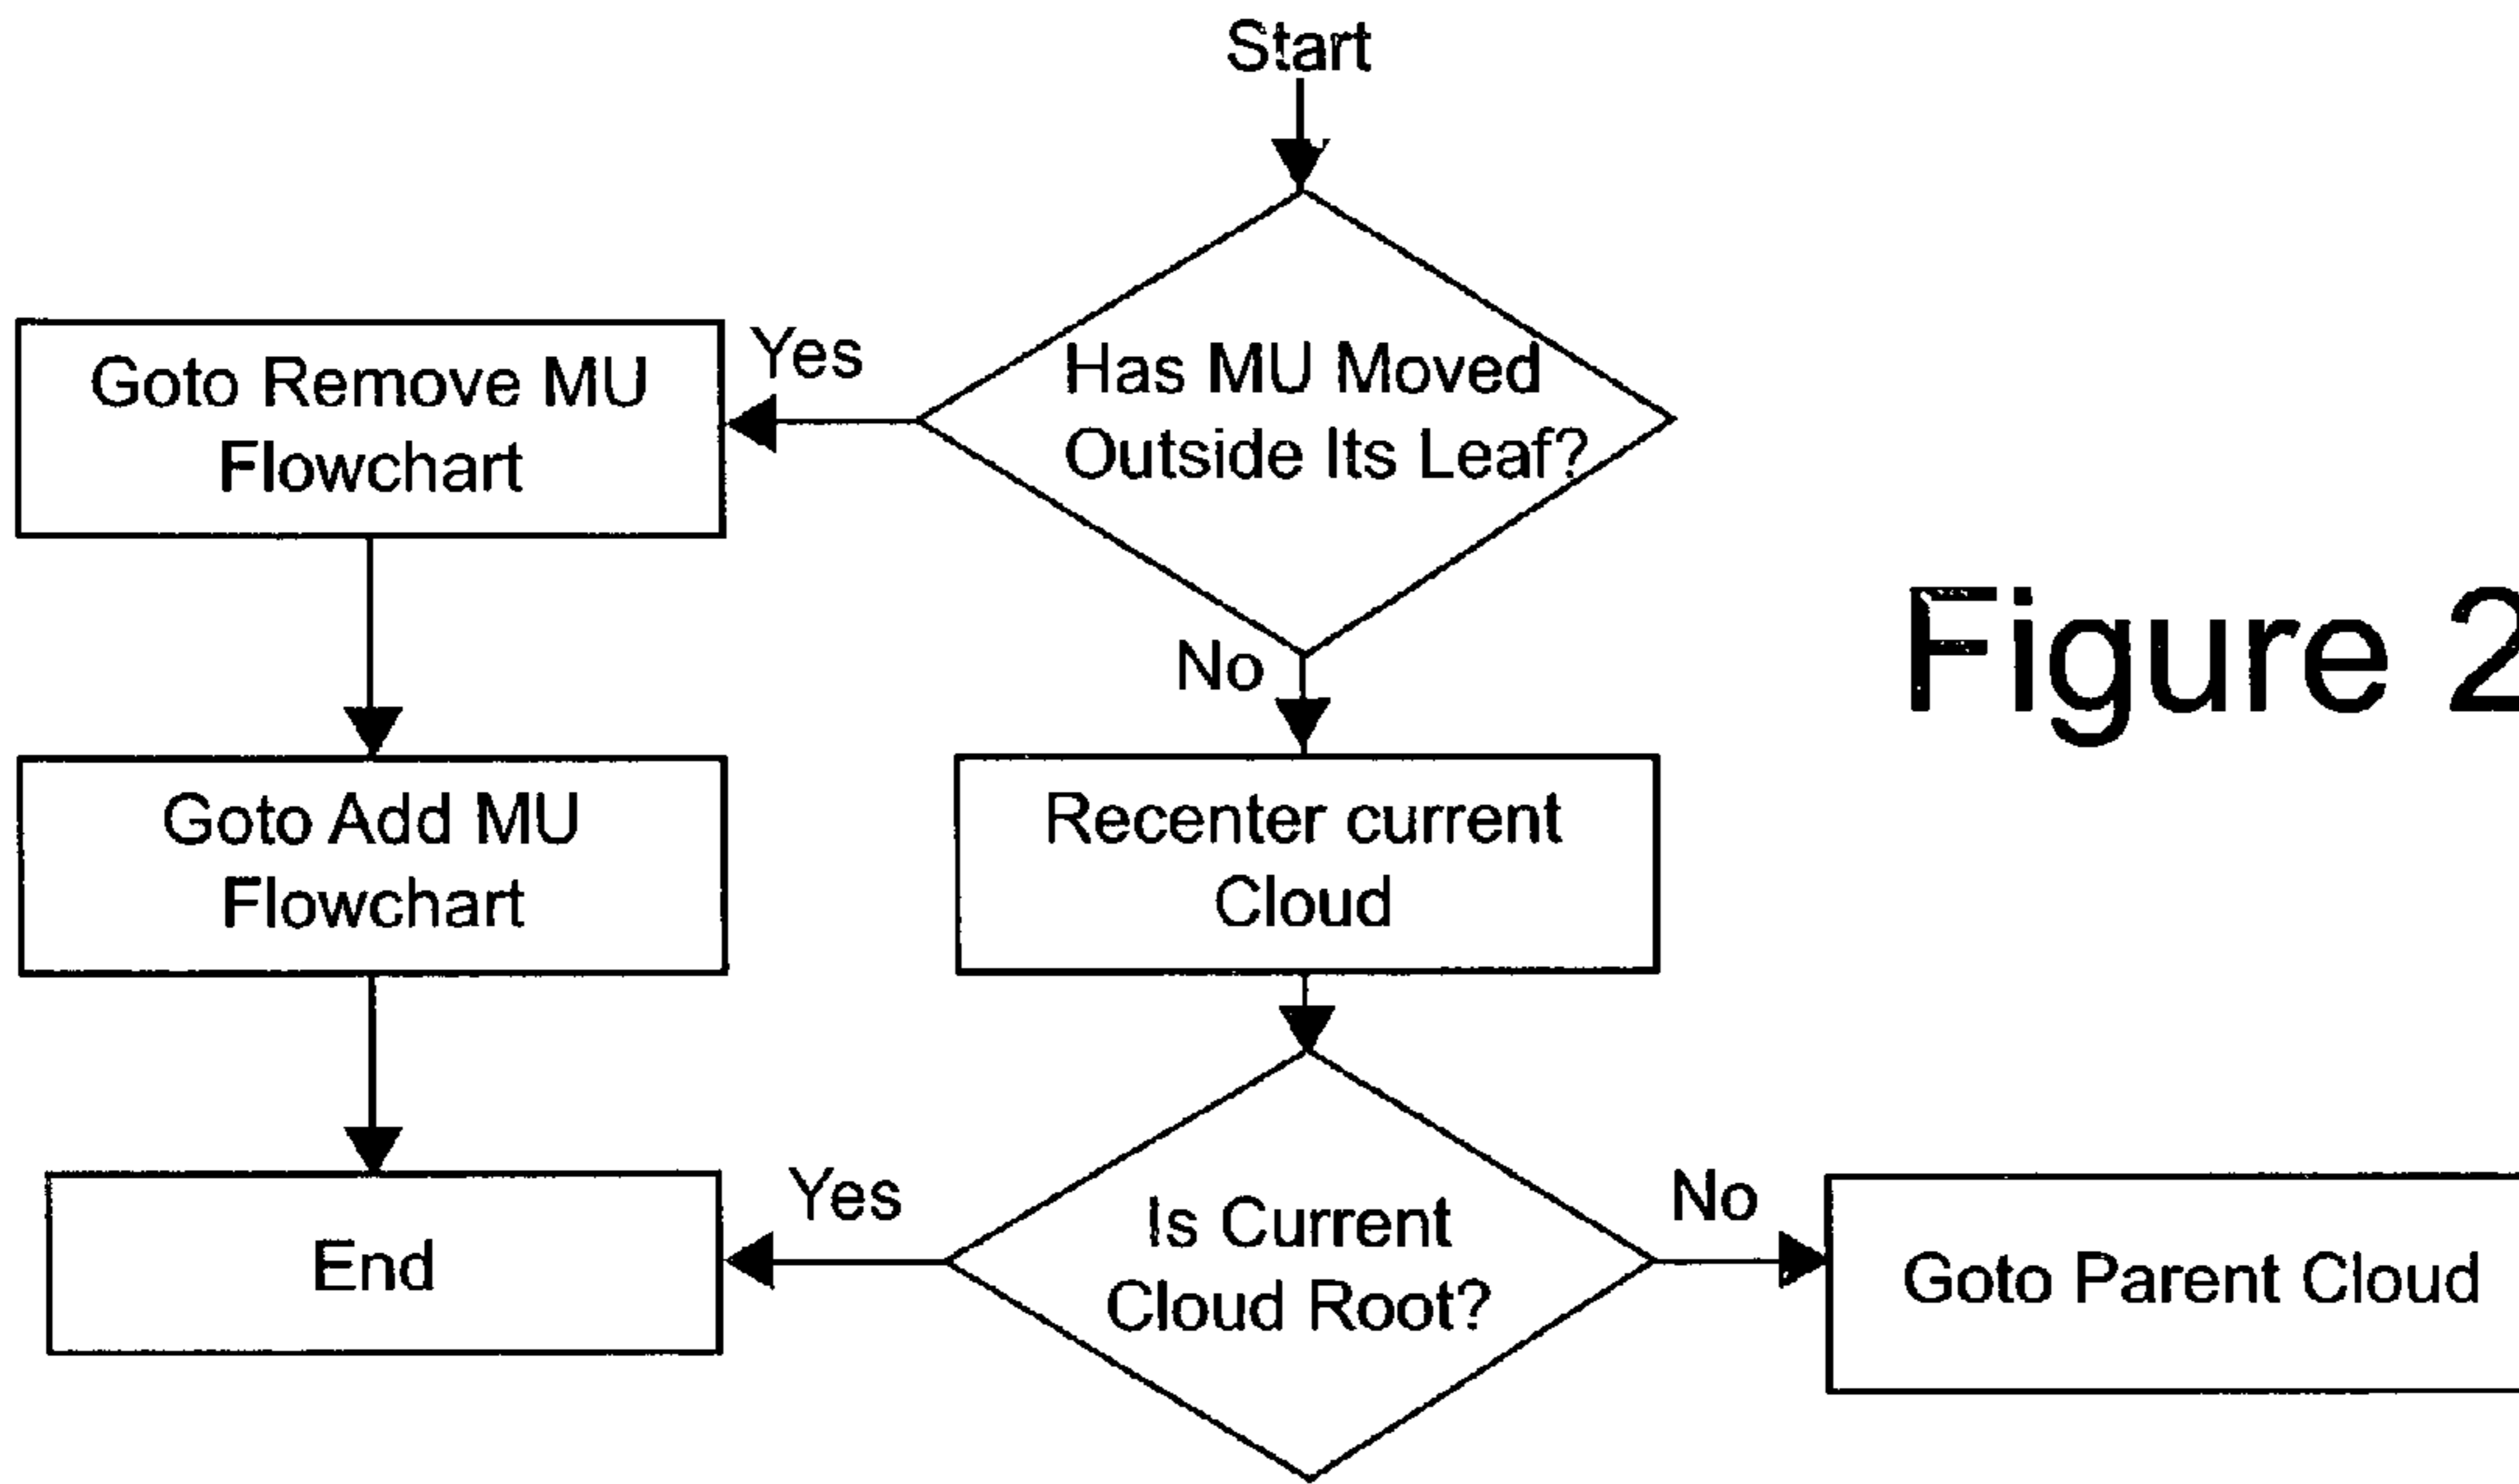 Start
Has MU Moved
Outside Its Leaf?
Yes
Goto Remove MU
Flowchart
No
Figure 2
Goto Add MU
Flowchart
Recenter current
Cloud
Yes
End
Is Current
Cloud Root?
No
Goto Parent Cloud